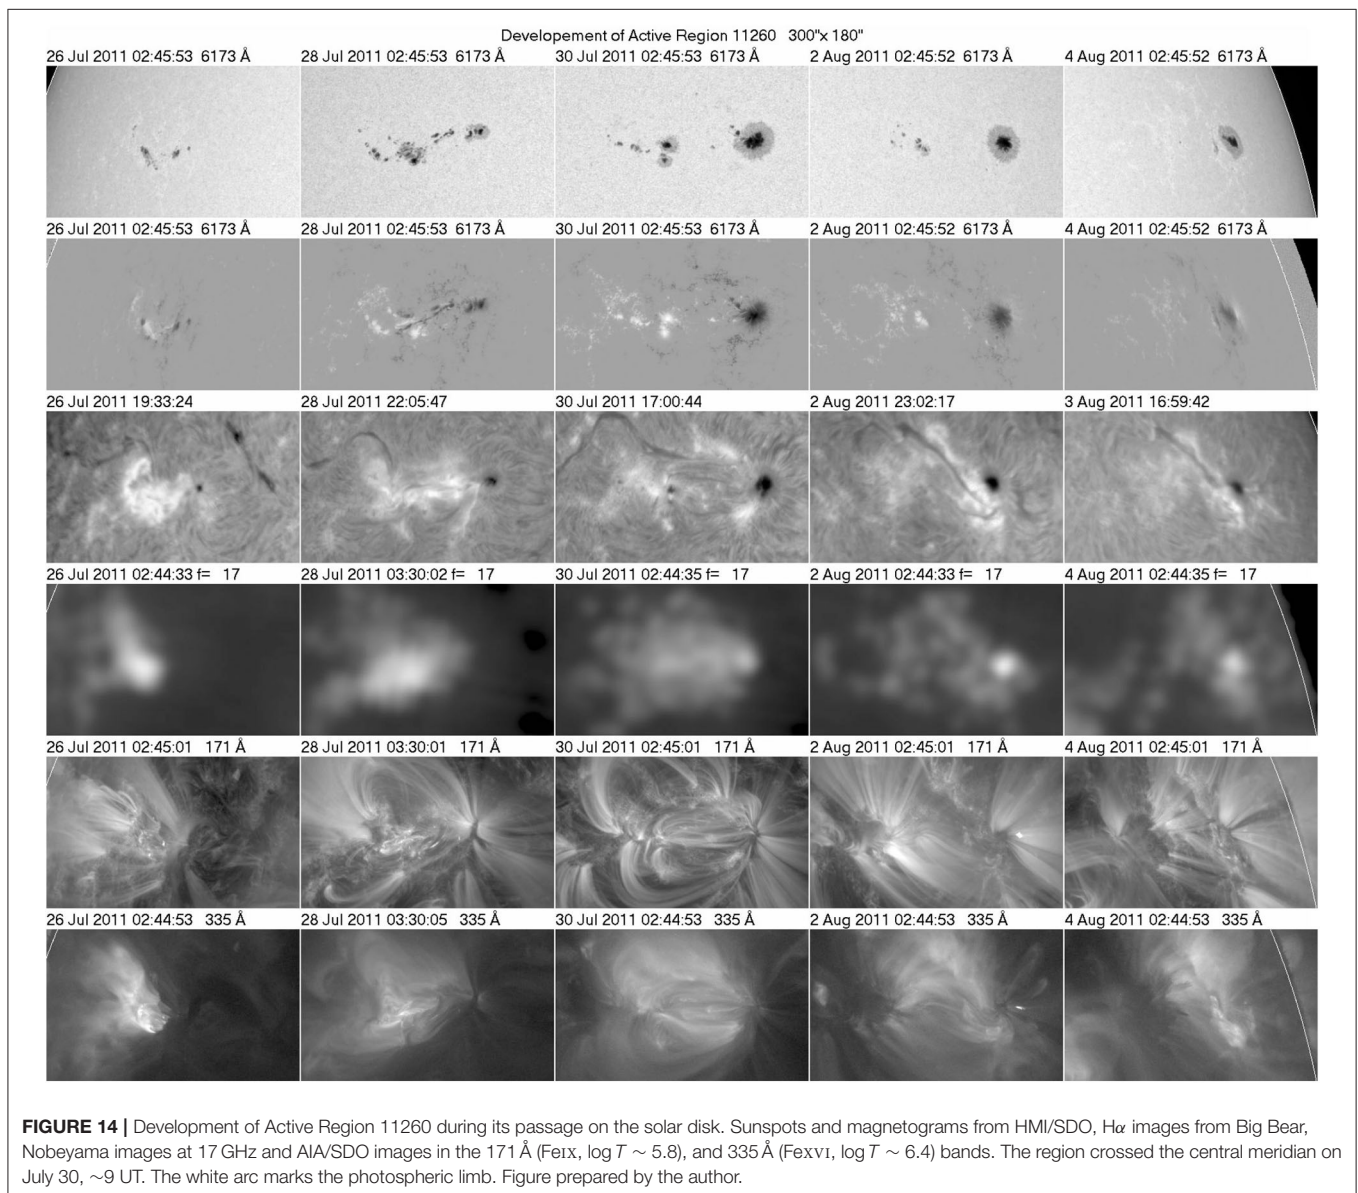 Developement of Active Region 11260 300"x 180"
26 Jul 2011 02:45:53 6173 Å 28 Jul 2011 02:45:53 6173 Å 30 Jul 2011 02:45:53 6173 Å 2 Aug 2011 02:45:52 6173 Å 4 Aug 2011 02:45:52 6173 Å
26 Jul 2011 02:45:53 6173 Å 28 Jul 2011 02:45:53 6173 Å 30 Jul 2011 02:45:53 6173 Å 2 Aug 2011 02:45:52 6173 Å 4 Aug 2011 02:45:52 6173 Å
26 Jul 2011 19:33:24 28 Jul 2011 22:05:47 30 Jul 2011 17:00:44 2 Aug 2011 23:02:17 3 Aug 2011 16:59:42
26 Jul 2011 02:44:33 f= 17 28 Jul 2011 03:30:02 f= 17 30 Jul 2011 02:44:35 f= 17 2 Aug 2011 02:44:33 f= 17 4 Aug 2011 02:44:35 f= 17
26 Jul 2011 02:45:01 171 Å 28 Jul 2011 03:30:01 171 Å 30 Jul 2011 02:45:01 171 Å 2 Aug 2011 02:45:01 171 Å 4 Aug 2011 02:45:01 171 Å
26 Jul 2011 02:44:53 335 Å 28 Jul 2011 03:30:05 335 Å 30 Jul 2011 02:44:53 335 Å 2 Aug 2011 02:44:53 335 Å 4 Aug 2011 02:44:53 335 Å
FIGURE 14 | Development of Active Region 11260 during its passage on the solar disk. Sunspots and magnetograms from HMI/SDO, Hα images from Big Bear,
Nobeyama images at 17 GHz and AIA/SDO images in the 171 Å (FeIX, log T ∼ 5.8), and 335 Å (FeXVI, log T ∼ 6.4) bands. The region crossed the central meridian on
July 30, ∼9 UT. The white arc marks the photospheric limb. Figure prepared by the author.